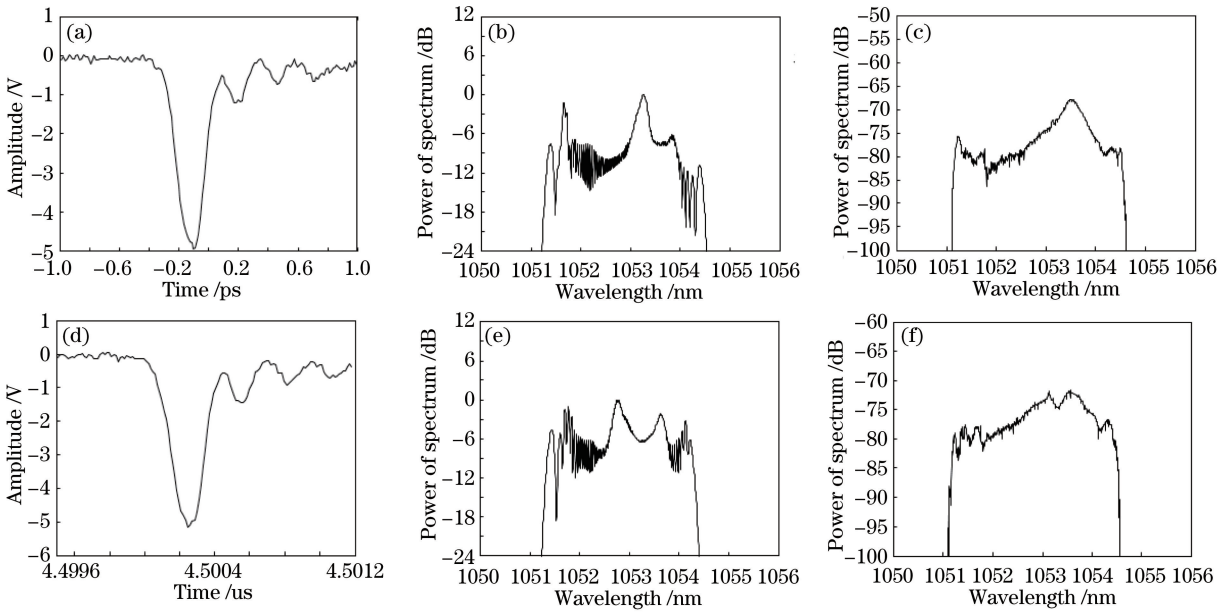 (a)
1
0
−1
−2
−3
−4
−5
Amplitude /V
−1.0 −0.6 −0.2 0.2 0.6 1.0
Time /ps
(b)
12
6
0
−6
−12
−18
−24
Power of spectrum /dB
1050 1051 1052 1053 1054 1055 1056
Wavelength /nm
(c)
−50
−55
−60
−65
−70
−75
−80
−85
−90
−95
−100
Power of spectrum /dB
1050 1051 1052 1053 1054 1055 1056
Wavelength /nm
(d)
1
0
−1
−2
−3
−4
−5
−6
Amplitude /V
4.4996 4.5004 4.5012
Time /us
(e)
12
6
0
−6
−12
−18
−24
Power of spectrum /dB
1050 1051 1052 1053 1054 1055 1056
Wavelength /nm
(f)
−60
−65
−70
−75
−80
−85
−90
−95
−100
Power of spectrum /dB
1050 1051 1052 1053 1054 1055 1056
Wavelength /nm